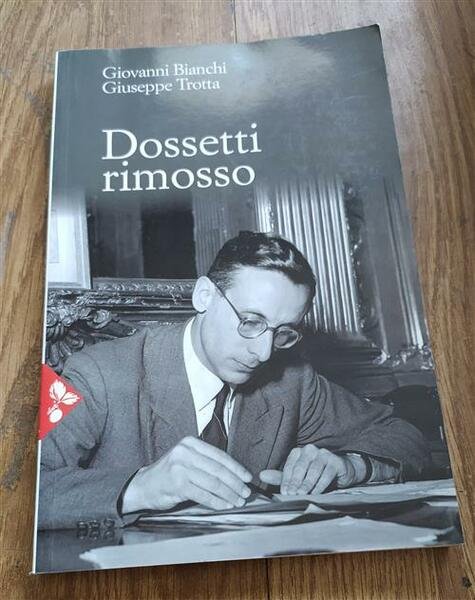 Giovanni Bianchi
Giuseppe Trotta
Dossetti
rimosso